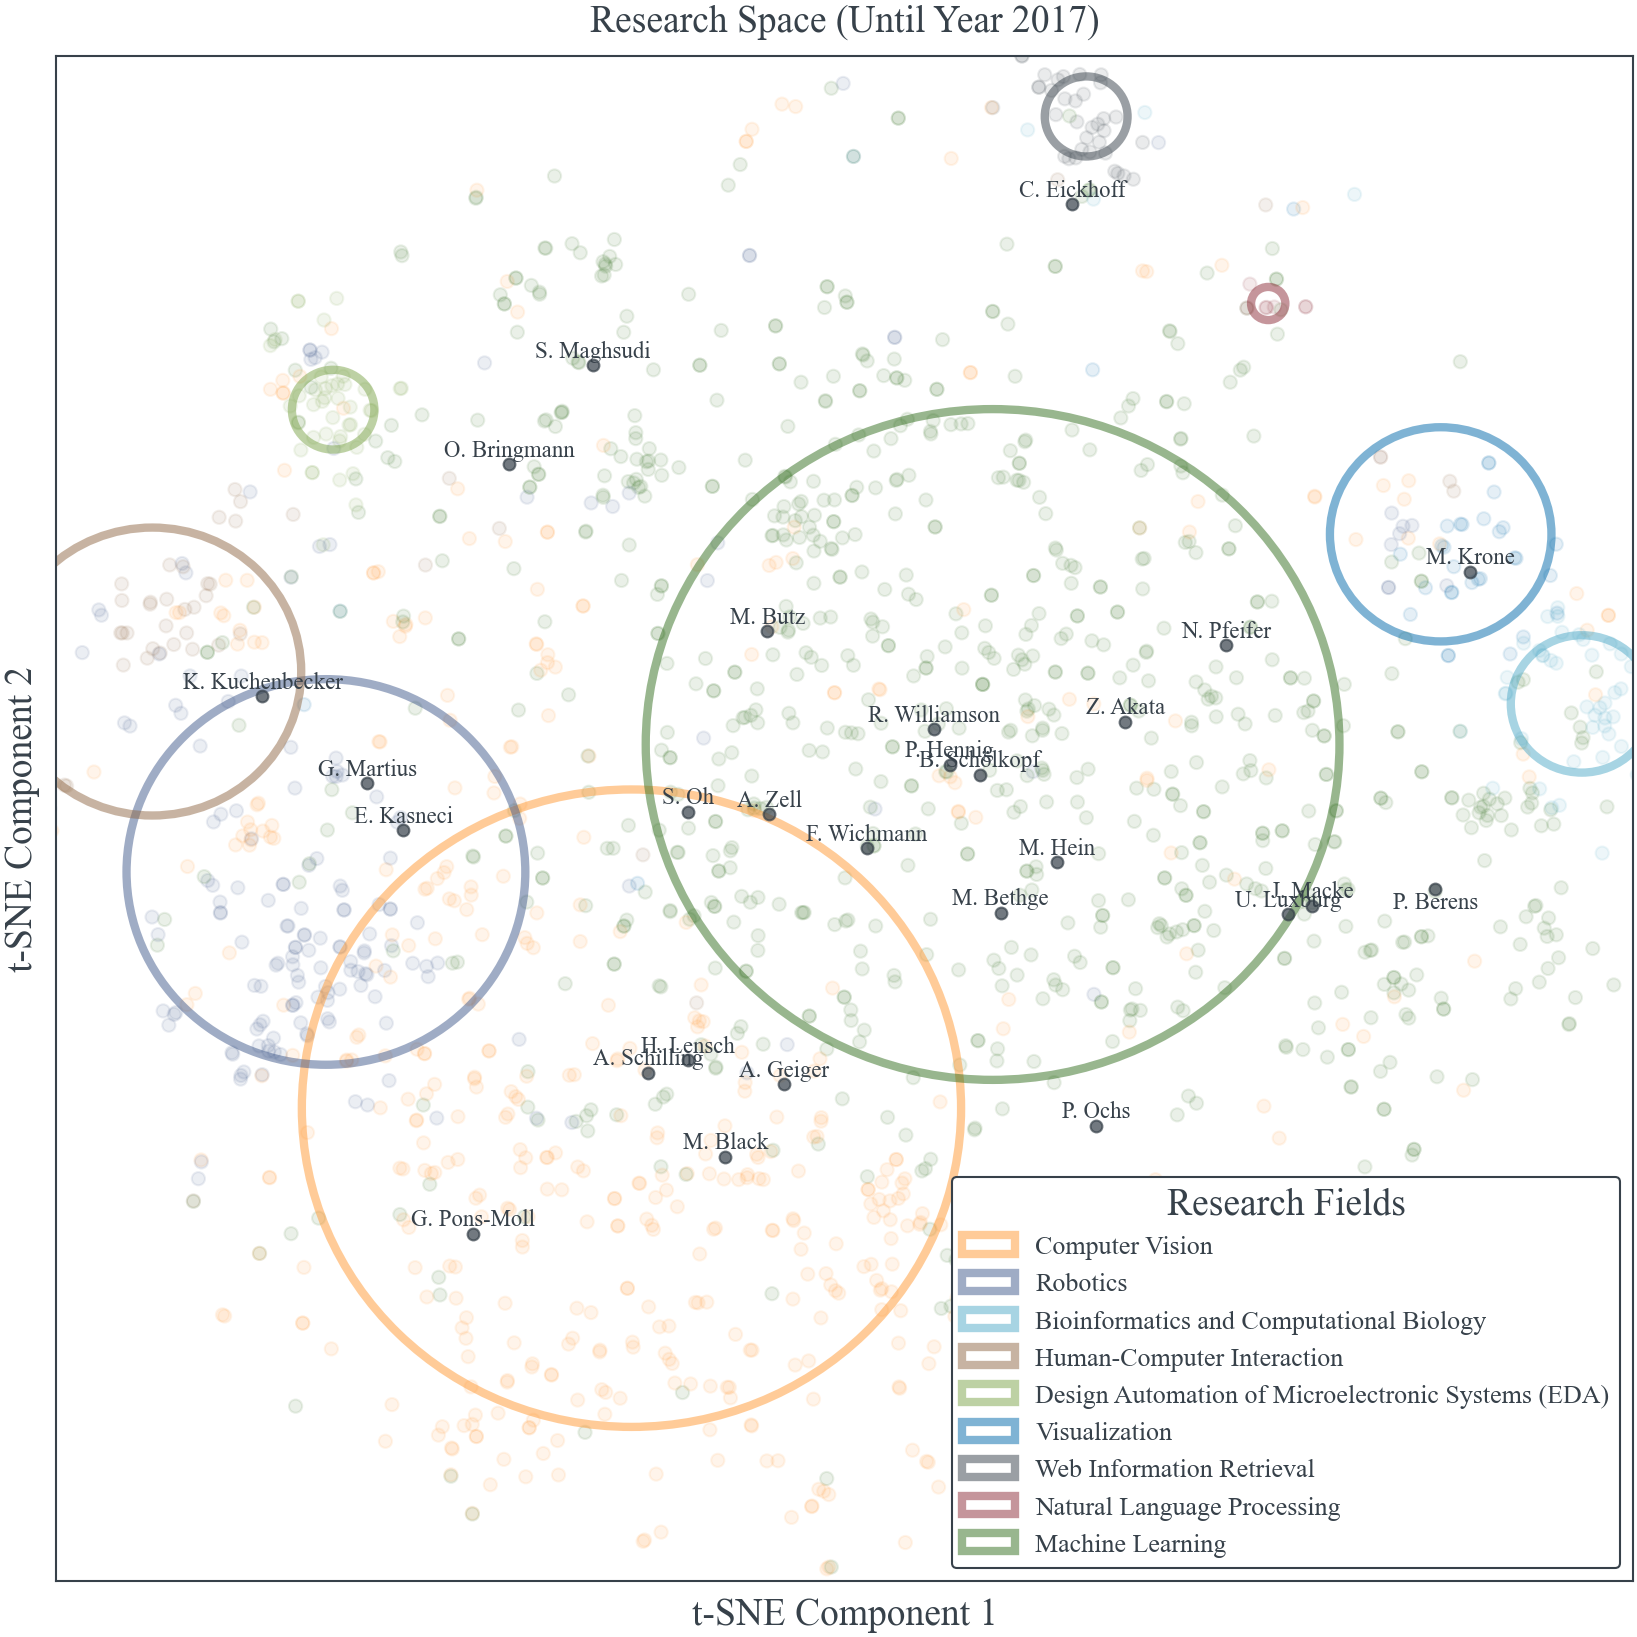 Research Space (Until Year 2017)
C. Eickhoff
S. Maghsudi
O. Bringmann
M. Krone
M. Butz
N. Pfeifer
K. Kuchenbecker
R. Williamson
Z. Akata
P. Hennig
B. Schölkopf
G. Martius
S. Oh
A. Zell
E. Kasneci
F. Wichmann
M. Hein
J. Macke
M. Bethge
U. Luxburg
P. Berens
H. Lensch
A. Schilling
A. Geiger
P. Ochs
M. Black
G. Pons-Moll
Research Fields
Computer Vision
Robotics
Bioinformatics and Computational Biology
Human-Computer Interaction
Design Automation of Microelectronic Systems (EDA)
Visualization
Web Information Retrieval
Natural Language Processing
Machine Learning
t-SNE Component 1
t-SNE Component 2